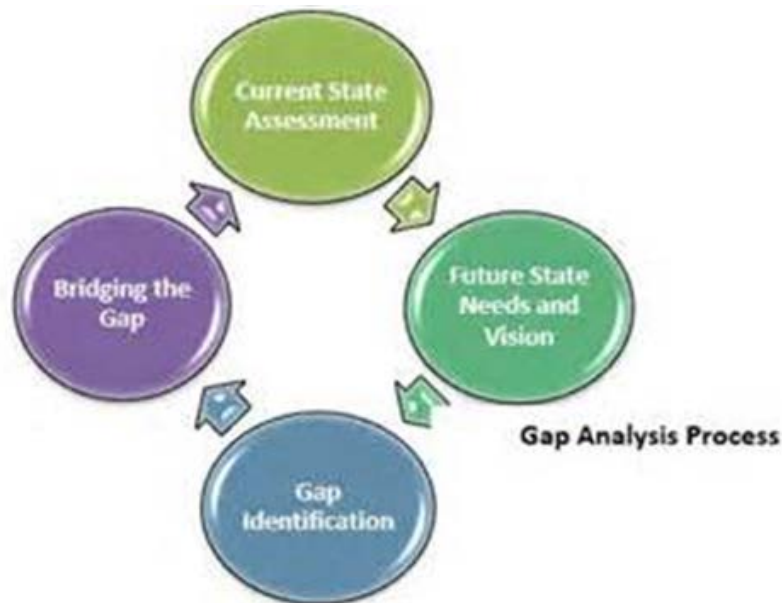 Current State
Assessment
Future State
Needs and
Vision
Gap
Identification
Bridging the
Gap
Gap Analysis Process